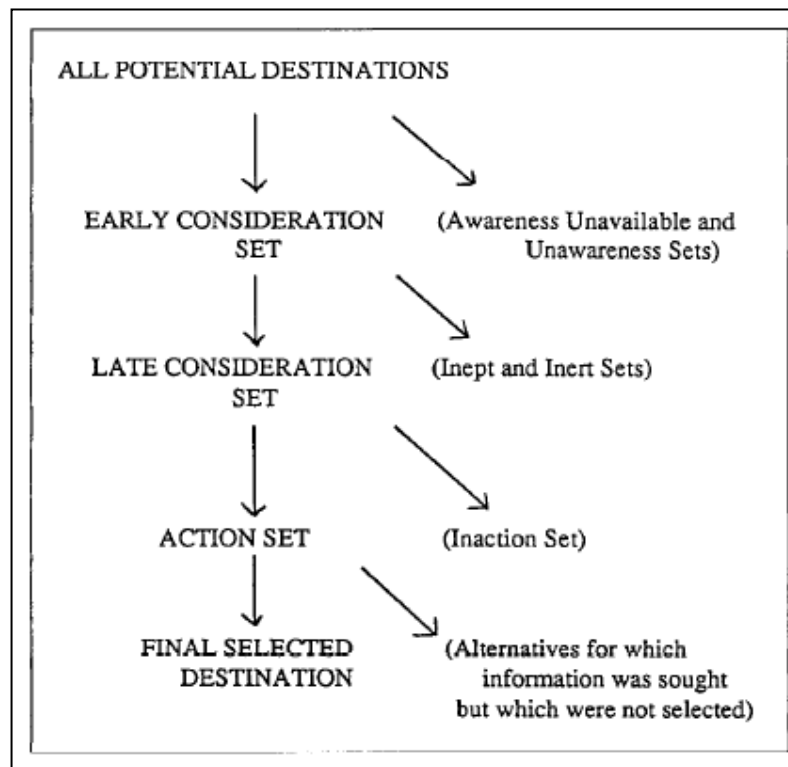 ALL POTENTIAL DESTINATIONS
EARLY CONSIDERATION
SET
(Awareness Unavailable and
Unawareness Sets)
LATE CONSIDERATION
SET
(Inept and Inert Sets)
ACTION SET
(Inaction Set)
FINAL SELECTED
DESTINATION
(Alternatives for which
information was sought
but which were not selected)